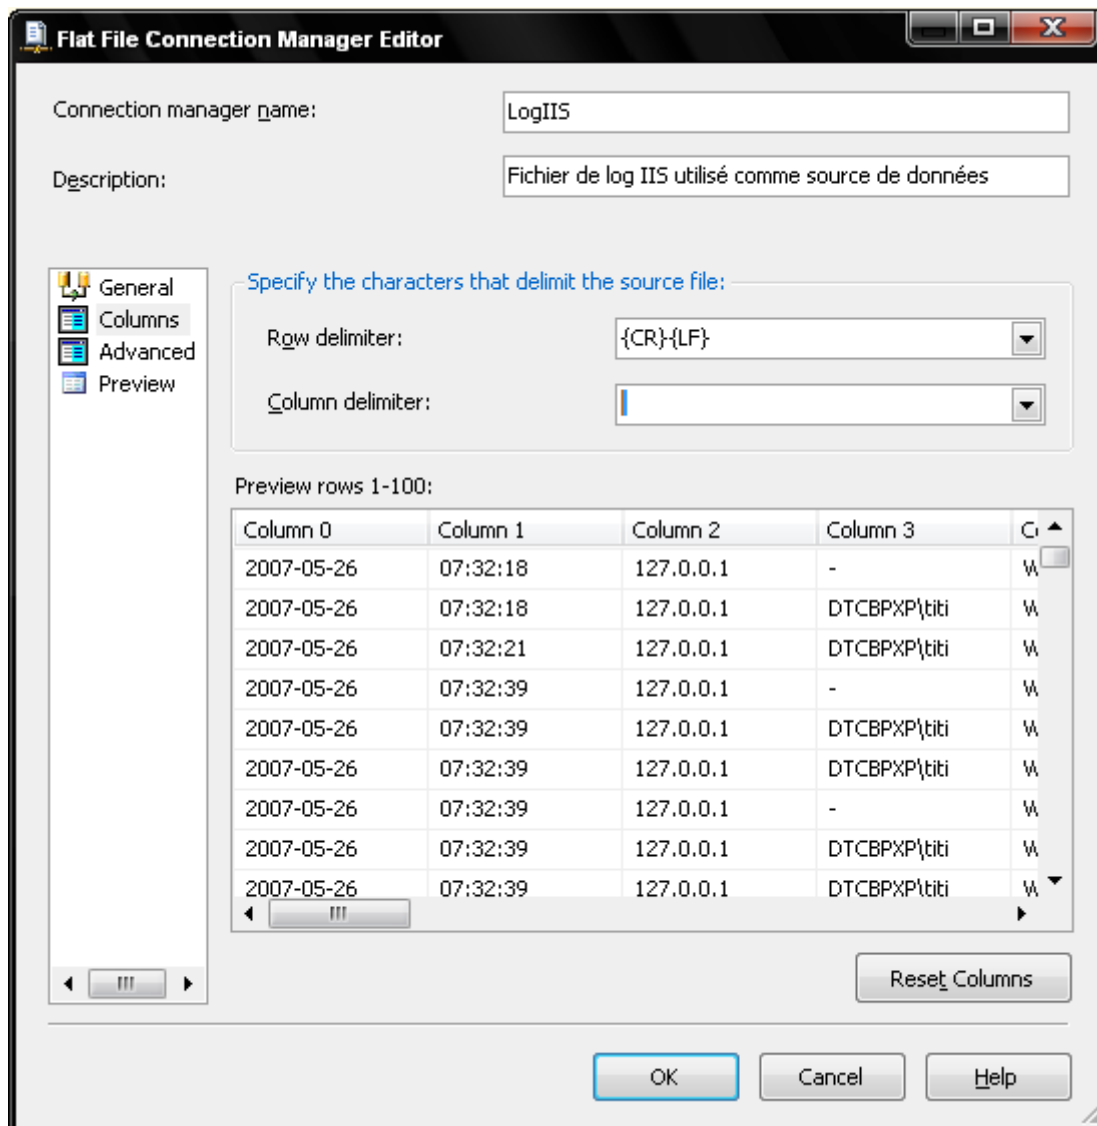 Flat File Connection Manager Editor
Connection manager name: LogIIS
Description: Fichier de log IIS utilisé comme source de données
General
Columns
Advanced
Preview
Specify the characters that delimit the source file:
Row delimiter: {CR}-{LF}
Column delimiter:
Preview rows 1-100:
Column 0 Column 1 Column 2 Column 3
2007-05-26 07:32:18 127.0.0.1 -
2007-05-26 07:32:18 127.0.0.1 DTCBPXP\titi
2007-05-26 07:32:21 127.0.0.1 DTCBPXP\titi
2007-05-26 07:32:39 127.0.0.1 -
2007-05-26 07:32:39 127.0.0.1 DTCBPXP\titi
2007-05-26 07:32:39 127.0.0.1 DTCBPXP\titi
2007-05-26 07:32:39 127.0.0.1 -
2007-05-26 07:32:39 127.0.0.1 DTCBPXP\titi
2007-05-26 07:32:39 127.0.0.1 DTCBPXP\titi
Reset Columns
OK Cancel Help